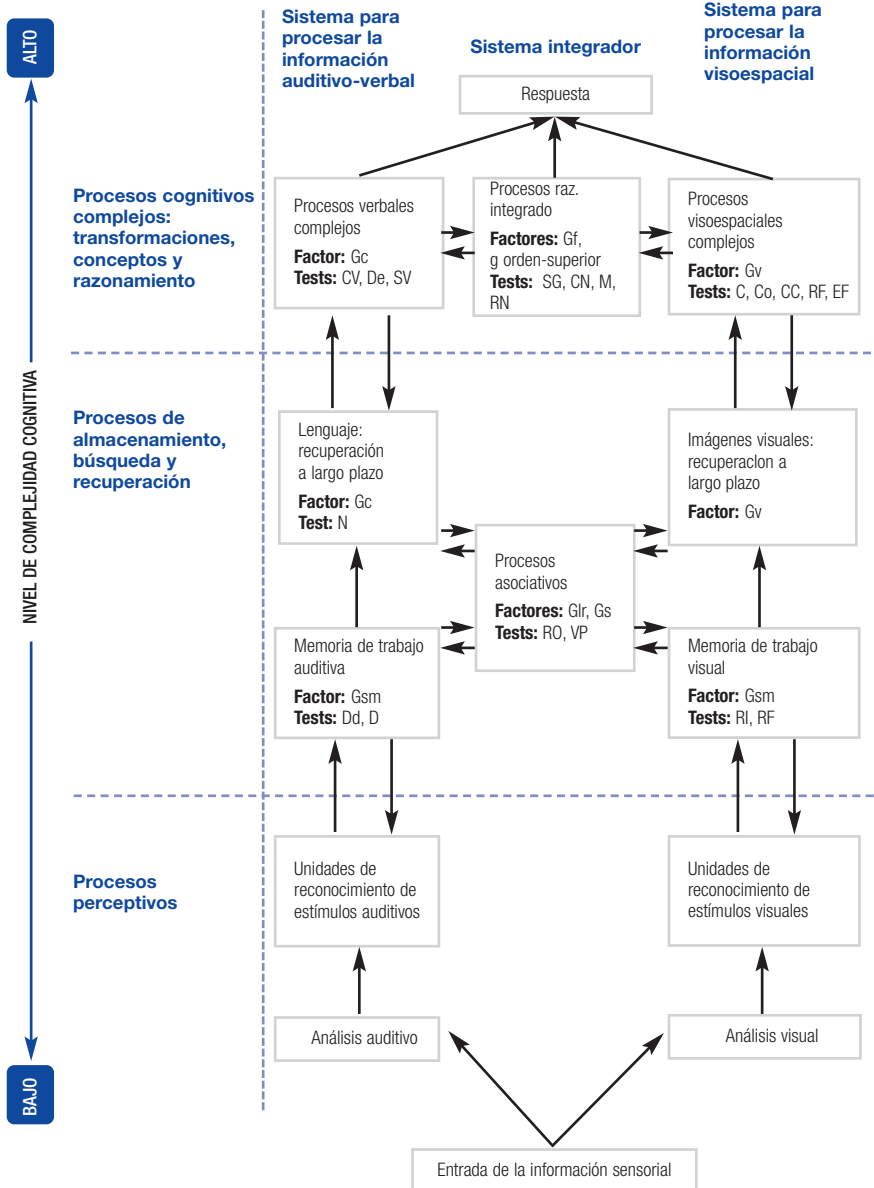 ALTO
NIVEL DE COMPLEJIDAD COGNITIVA
BAJO
Sistema para
procesar la
información
auditivo-verbal
Sistema integrador
Sistema para
procesar la
información
visoespacial
Respuesta
Procesos cognitivos
complejos:
transformaciones,
conceptos y
razonamiento
Procesos verbales
complejos
Factor: Gc
Tests: CV, De, SV
Procesos raz.
integrado
Factores: Gf,
g orden-superior
Tests: SG, CN, M,
RN
Procesos
visoespaciales
complejos
Factor: Gv
Tests: C, Co, CC, RF, EF
Procesos de
almacenamiento,
búsqueda y
recuperación
Lenguaje:
recuperación
a largo plazo
Factor: Gc
Test: N
Imágenes visuales:
recuperaclon a
largo plazo
Factor: Gv
Procesos
asociativos
Factores: Glr, Gs
Tests: RO, VP
Memoria de trabajo
auditiva
Factor: Gsm
Tests: Dd, D
Memoria de trabajo
visual
Factor: Gsm
Tests: RI, RF
Procesos
perceptivos
Unidades de
reconocimiento de
estímulos auditivos
Unidades de
reconocimiento de
estímulos visuales
Análisis auditivo
Análisis visual
Entrada de la información sensorial